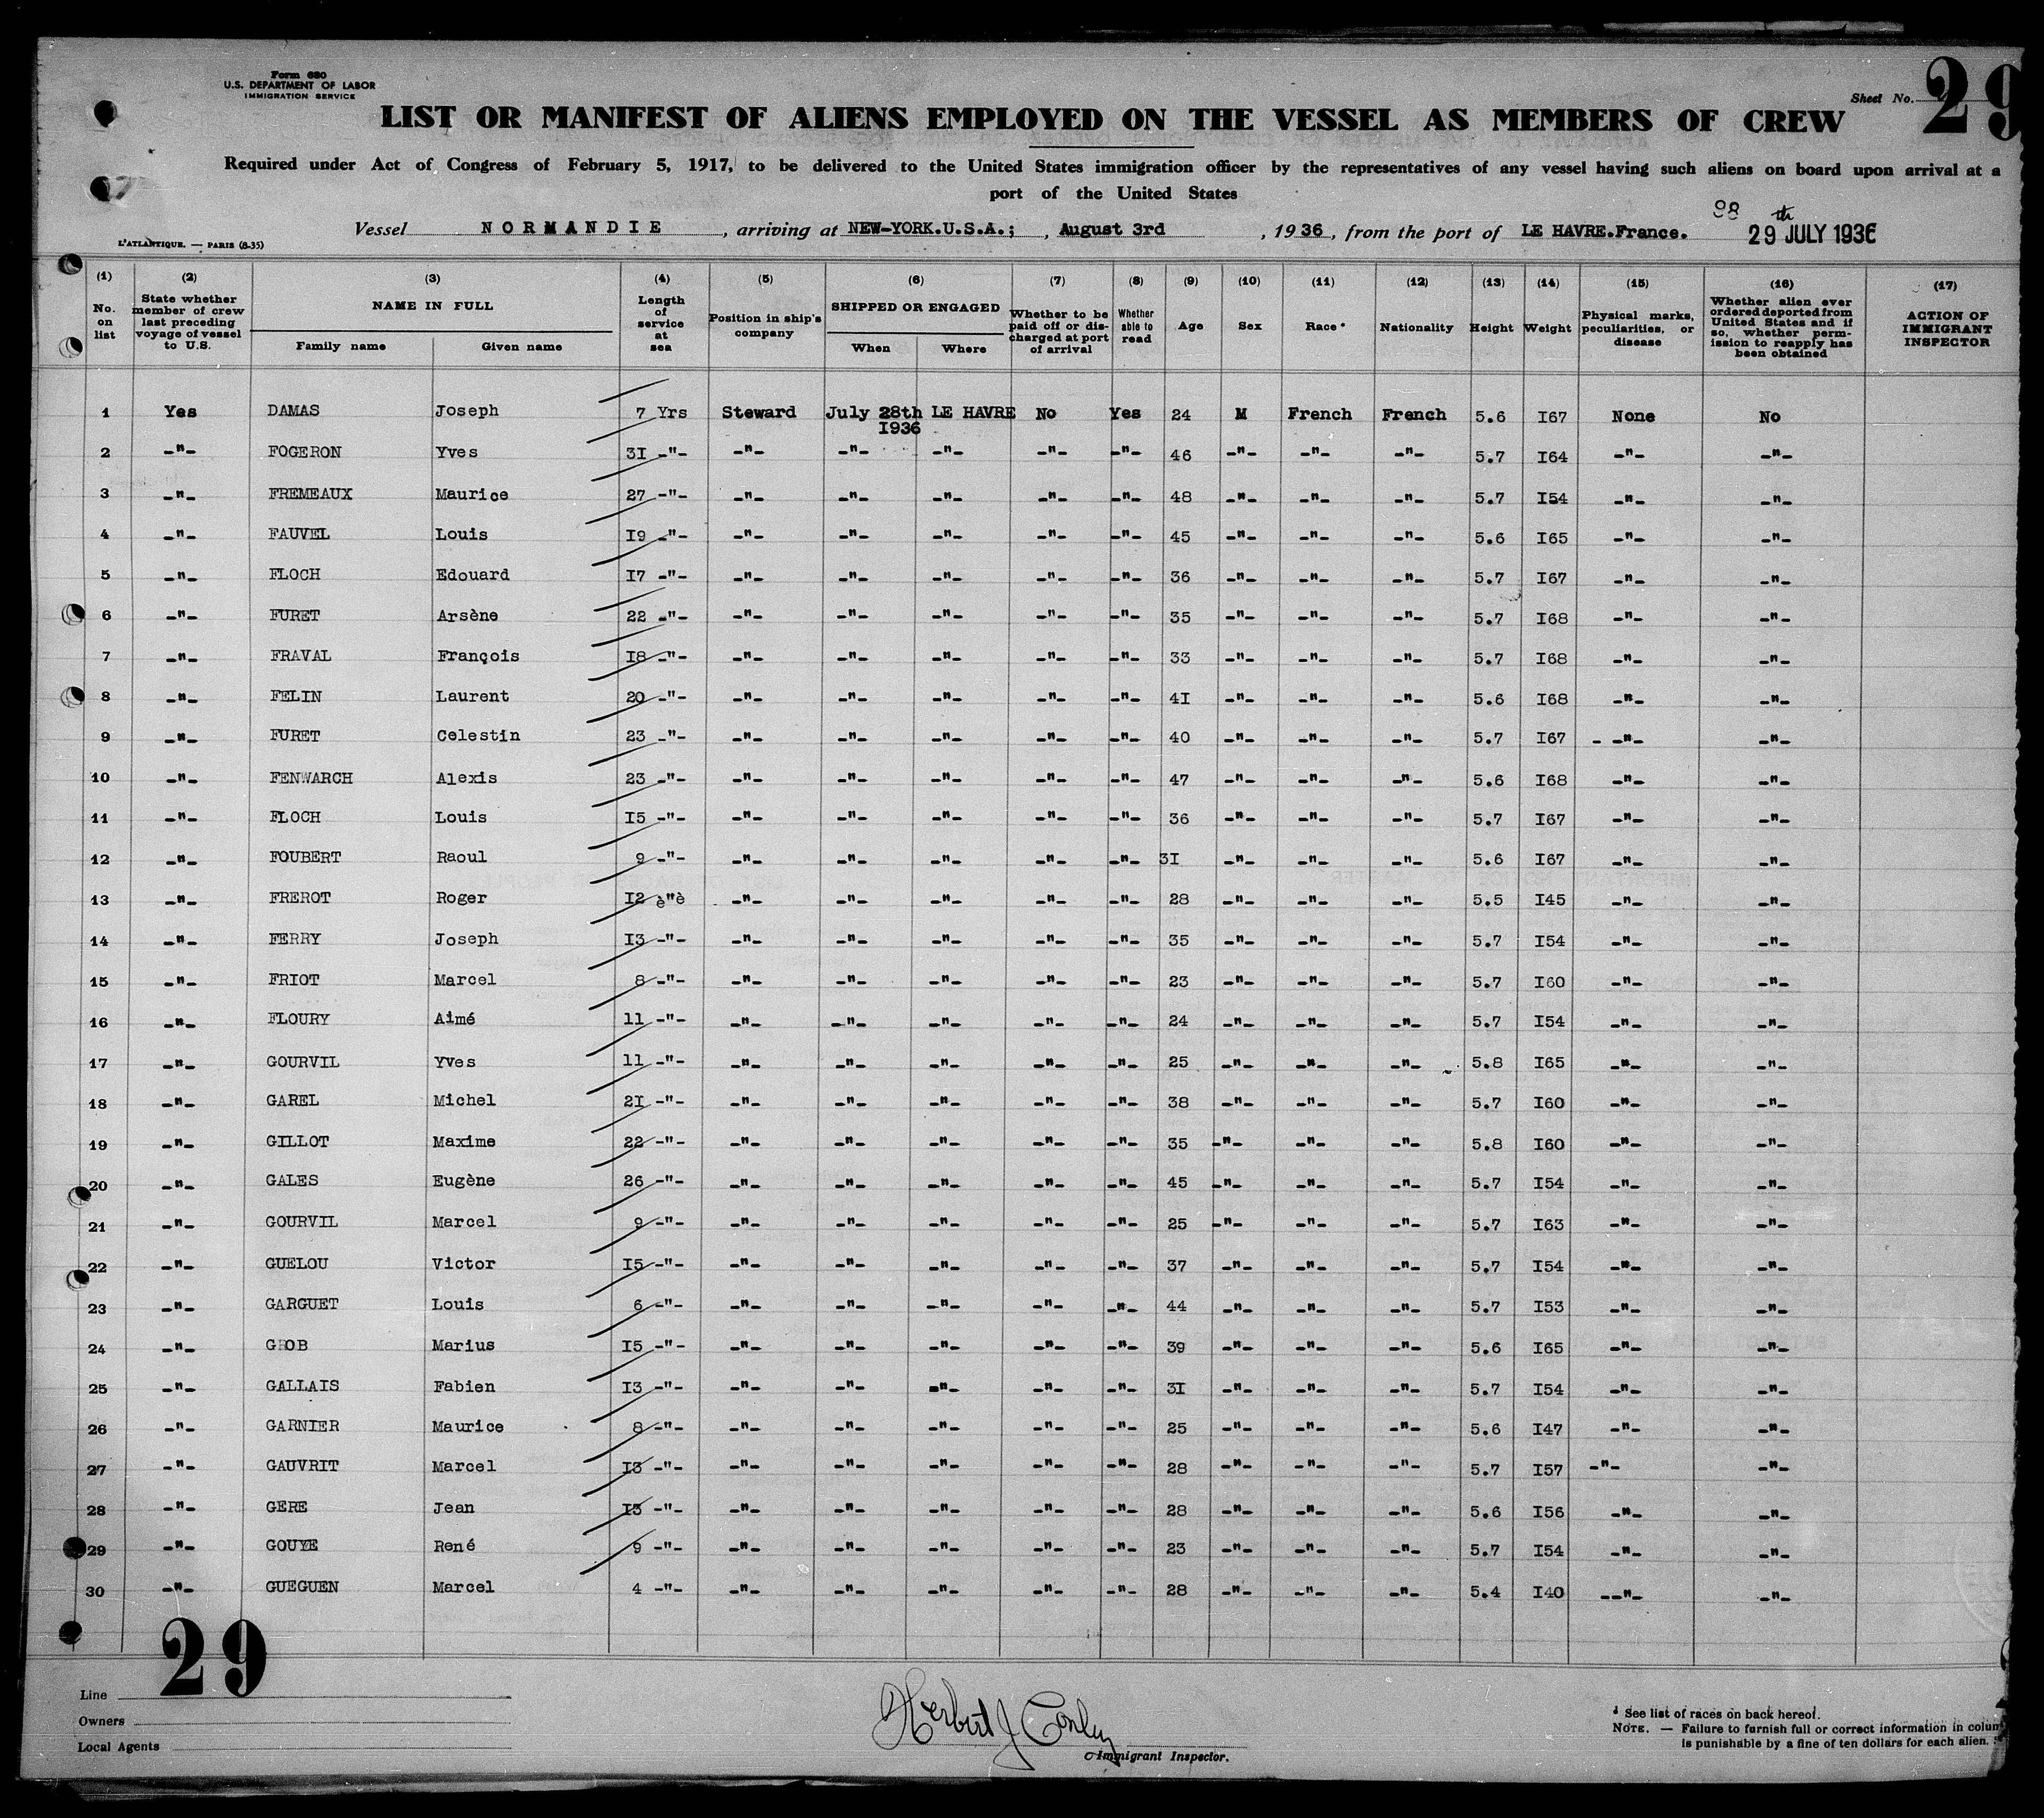 Form 680
U.S. DEPARTMENT OF LABOR
IMMIGRATION SERVICE
Sheet No. 29
LIST OR MANIFEST OF ALIENS EMPLOYED ON THE VESSEL AS MEMBERS OF CREW
Required under Act of Congress of February 5, 1917, to be delivered to the United States immigration officer by the representatives of any vessel having such aliens on board upon arrival at a
port of the United States
Vessel NORMANDIE, arriving at NEW-YORK.U.S.A.;, August 3rd, 1936, from the port of LE HAVRE.France. 29 JULY 1936
L'ATLANTIQUE. — PARIS (8-35)
(1) (2) (3) (4) (5) (6) (7) (8) (9) (10) (11) (12) (13) (14) (15) (16) (17)
No. on list | State whether member of crew last preceding voyage of vessel to U.S. | NAME IN FULL Family name Given name | Length of service at sea | Position in ship's company | SHIPPED OR ENGAGED When Where | Whether to be paid off or discharged at port of arrival | Whether able to read | Age | Sex | Race * | Nationality | Height | Weight | Physical marks, peculiarities, or disease | Whether alien ever ordered deported from United States and if so, whether permission to reapply has been obtained | ACTION OF IMMIGRANT INSPECTOR
1 Yes DAMAS Joseph 7 Yrs Steward July 28th I936 LE HAVRE No Yes 24 M French French 5.6 I67 None No
2 -"- FOGERON Yves 3I -"- -"- -"- -"- -"- -"- 46 -"- -"- -"- 5.7 I64 -"- -"-
3 -"- FREMEAUX Maurice 27 -"- -"- -"- -"- -"- -"- 48 -"- -"- -"- 5.7 I54 -"- -"-
4 -"- FAUVEL Louis I9 -"- -"- -"- -"- -"- -"- 45 -"- -"- -"- 5.6 I65 -"- -"-
5 -"- FLOCH Edouard I7 -"- -"- -"- -"- -"- -"- 36 -"- -"- -"- 5.7 I67 -"- -"-
6 -"- FURET Arsène 22 -"- -"- -"- -"- -"- -"- 35 -"- -"- -"- 5.7 I68 -"- -"-
7 -"- FRAVAL François I8 -"- -"- -"- -"- -"- -"- 33 -"- -"- -"- 5.7 I68 -"- -"-
8 -"- FELIN Laurent 20 -"- -"- -"- -"- -"- -"- 4I -"- -"- -"- 5.6 I68 -"- -"-
9 -"- FURET Celestin 23 -"- -"- -"- -"- -"- -"- 40 -"- -"- -"- 5.7 I67 - -"- -"-
10 -"- FENWARCH Alexis 23 -"- -"- -"- -"- -"- -"- 47 -"- -"- -"- 5.6 I68 -"- -"-
11 -"- FLOCH Louis I5 -"- -"- -"- -"- -"- -"- 36 -"- -"- -"- 5.7 I67 -"- -"-
12 -"- FOUBERT Raoul 9 -"- -"- -"- -"- -"- -"- 3I -"- -"- -"- 5.6 I67 -"- -"-
13 -"- FREROT Roger I2 è"è -"- -"- -"- -"- -"- 28 -"- -"- -"- 5.5 I45 -"- -"-
14 -"- FERRY Joseph I3 -"- -"- -"- -"- -"- -"- 35 -"- -"- -"- 5.7 I54 -"- -"-
15 -"- FRIOT Marcel 8 -"- -"- -"- -"- -"- -"- 23 -"- -"- -"- 5.7 I60 -"- -"-
16 -"- FLOURY Aimé 11 -"- -"- -"- -"- -"- -"- 24 -"- -"- -"- 5.7 I54 -"- -"-
17 -"- GOURVIL Yves 11 -"- -"- -"- -"- -"- -"- 25 -"- -"- -"- 5.8 I65 -"- -"-
18 -"- GAREL Michel 2I -"- -"- -"- -"- -"- -"- 38 -"- -"- -"- 5.7 I60 -"- -"-
19 -"- GILLOT Maxime 22 -"- -"- -"- -"- -"- -"- 35 -"- -"- -"- 5.8 I60 -"- -"-
20 -"- GALES Eugène 26 -"- -"- -"- -"- -"- -"- 45 -"- -"- -"- 5.7 I54 -"- -"-
21 -"- GOURVIL Marcel 9 -"- -"- -"- -"- -"- -"- 25 -"- -"- -"- 5.7 I63 -"- -"-
22 -"- GUELOU Victor I5 -"- -"- -"- -"- -"- -"- 37 -"- -"- -"- 5.7 I54 -"- -"-
23 -"- GARGUET Louis 6 -"- -"- -"- -"- -"- -"- 44 -"- -"- -"- 5.7 I53 -"- -"-
24 -"- GROB Marius I5 -"- -"- -"- -"- -"- -"- 39 -"- -"- -"- 5.6 I65 -"- -"-
25 -"- GALLAIS Fabien I3 -"- -"- -"- -"- -"- -"- 3I -"- -"- -"- 5.7 I54 -"- -"-
26 -"- GARNIER Maurice 8 -"- -"- -"- -"- -"- -"- 25 -"- -"- -"- 5.6 I47 -"- -"-
27 -"- GAUVRIT Marcel I3 -"- -"- -"- -"- -"- -"- 28 -"- -"- -"- 5.7 I57 -"- -"-
28 -"- GERE Jean I3 -"- -"- -"- -"- -"- -"- 28 -"- -"- -"- 5.6 I56 -"- -"-
29 -"- GOUYE René 9 -"- -"- -"- -"- -"- -"- 23 -"- -"- -"- 5.7 I54 -"- -"-
30 -"- GUEGUEN Marcel 4 -"- -"- -"- -"- -"- -"- 28 -"- -"- -"- 5.4 I40 --"- -"-
29
Line
Owners
Local Agents
Herbert J Conley
Immigrant Inspector.
* See list of races on back hereof.
NOTE. — Failure to furnish full or correct information in colum
is punishable by a fine of ten dollars for each alien.